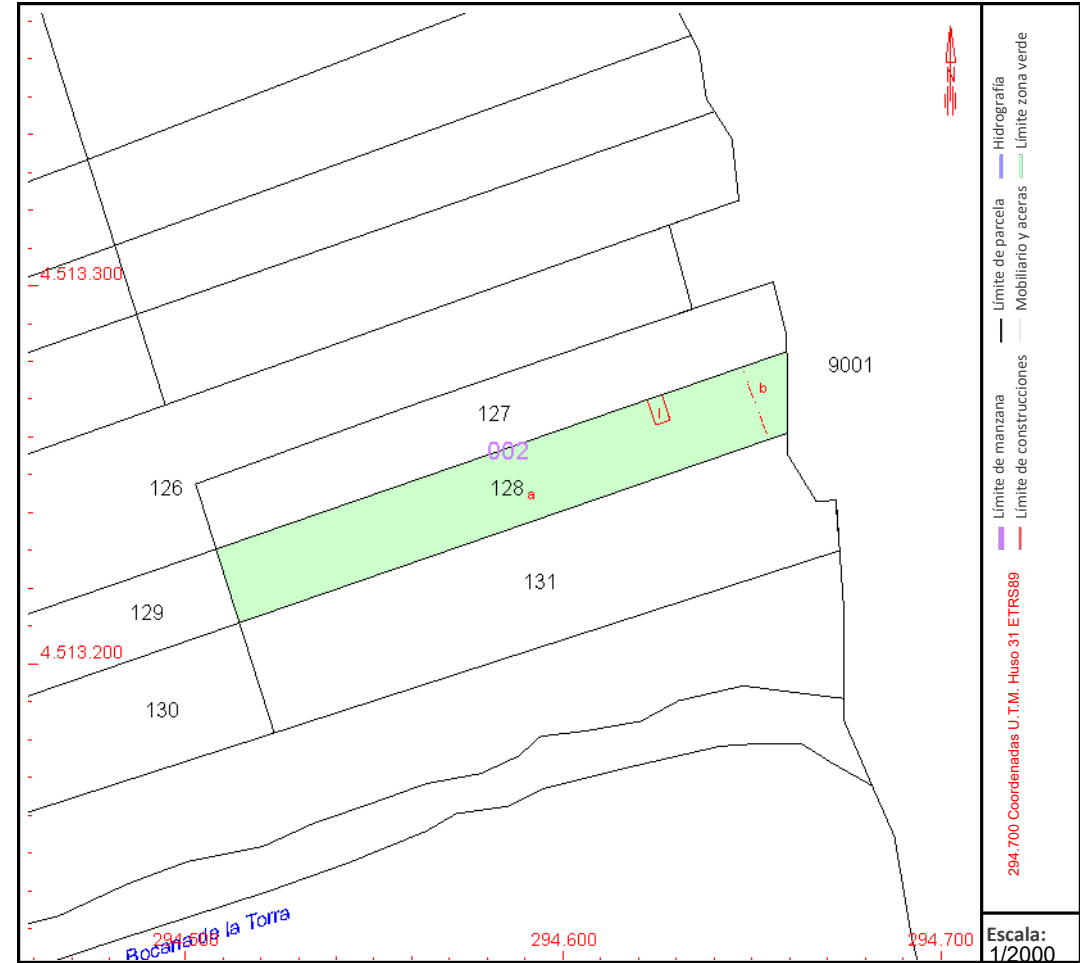 4.513.300
9001
b
127
I
002
126
128 a
131
129
4.513.200
130
Bocana de la Torra
294.500
294.600
294.700
N
Hidrografía
Límite zona verde
Límite de parcela
Mobiliario y aceras
Límite de manzana
Límite de construcciones
294.700 Coordenadas U.T.M. Huso 31 ETRS89
Escala:
1/2000